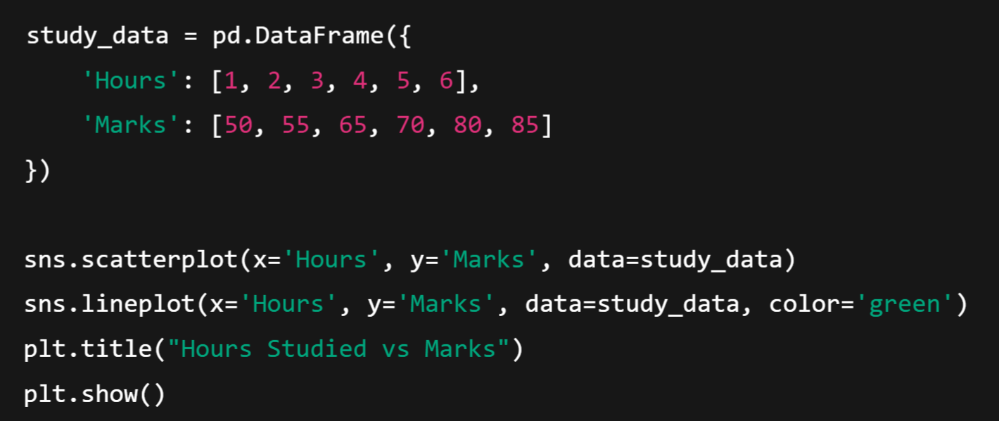 study_data = pd.DataFrame({
    'Hours': [1, 2, 3, 4, 5, 6],
    'Marks': [50, 55, 65, 70, 80, 85]
})
sns.scatterplot(x='Hours', y='Marks', data=study_data)
sns.lineplot(x='Hours', y='Marks', data=study_data, color='green')
plt.title("Hours Studied vs Marks")
plt.show()